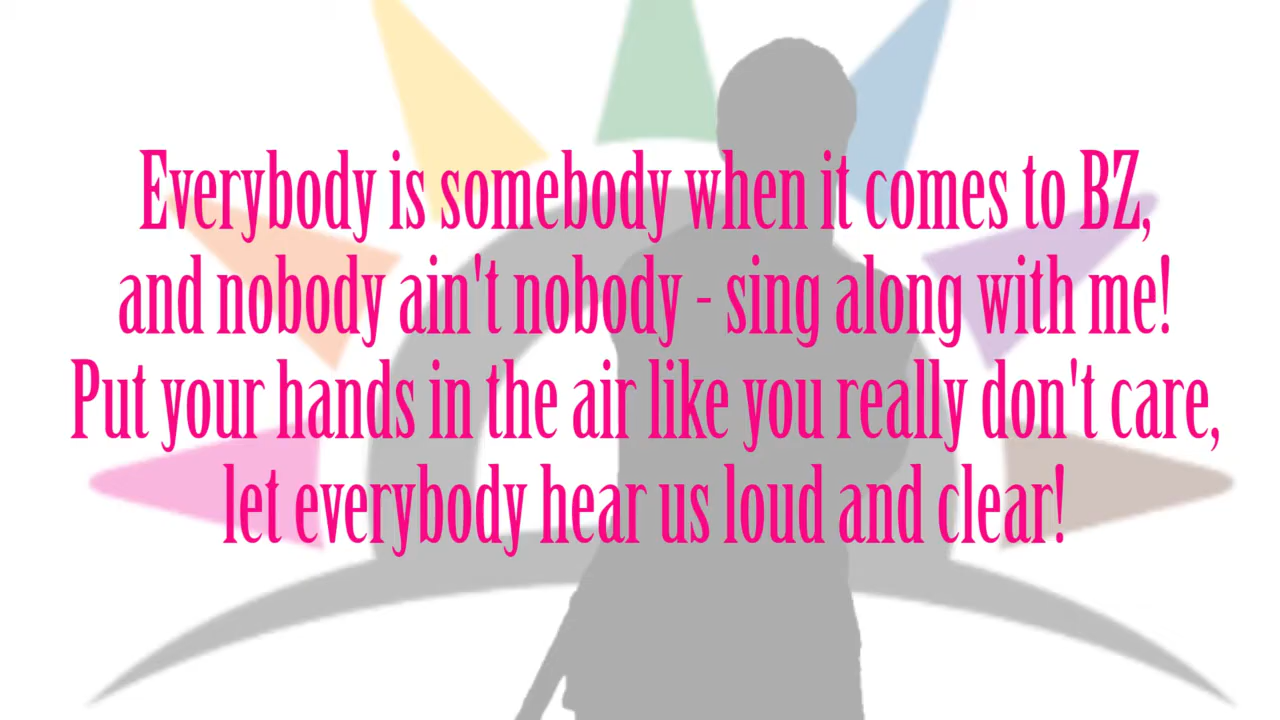 Everybody is somebody when it comes to BZ,
and nobody ain't nobody - sing along with me!
Put your hands in the air like you really don't care,
let everybody hear us loud and clear!